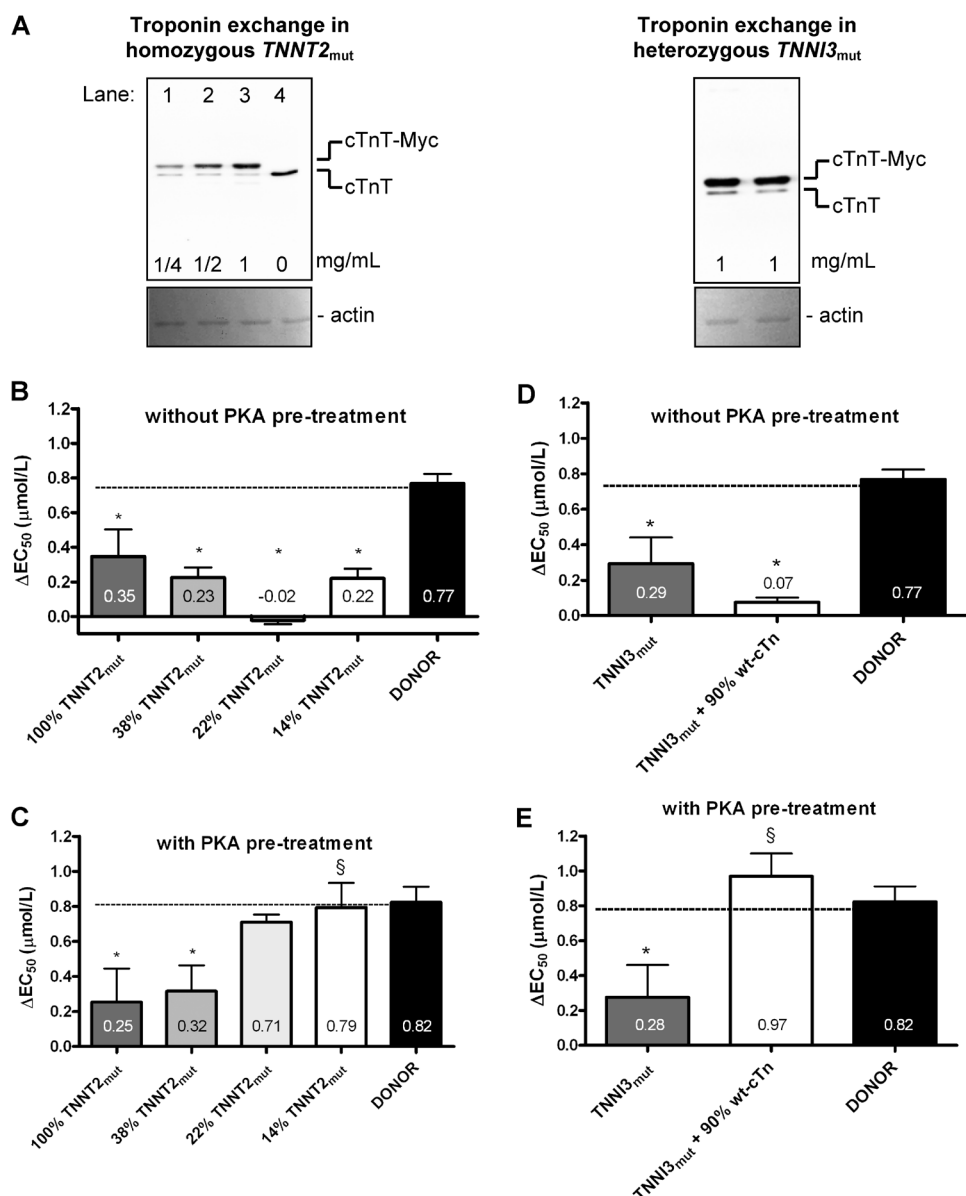 A
Troponin exchange in
homozygous TNNT2mut
Lane: 1 2 3 4
cTnT-Myc
cTnT
1/4 1/2 1 0 mg/mL
- actin
Troponin exchange in
heterozygous TNNI3mut
cTnT-Myc
cTnT
1 1 mg/mL
- actin
B
without PKA pre-treatment
ΔEC50 (μmol/L)
1.2
1.0
0.8
0.6
0.4
0.2
0.0
* * * *
0.35 0.23 -0.02 0.22 0.77
100% TNNT2mut
38% TNNT2mut
22% TNNT2mut
14% TNNT2mut
DONOR
D
without PKA pre-treatment
ΔEC50 (μmol/L)
1.2
1.0
0.8
0.6
0.4
0.2
0.0
* *
0.29 0.07 0.77
TNNI3mut
TNNI3mut + 90% wt-cTn
DONOR
C
with PKA pre-treatment
ΔEC50 (μmol/L)
1.2
1.0
0.8
0.6
0.4
0.2
0.0
* * §
0.25 0.32 0.71 0.79 0.82
100% TNNT2mut
38% TNNT2mut
22% TNNT2mut
14% TNNT2mut
DONOR
E
with PKA pre-treatment
ΔEC50 (μmol/L)
1.2
1.0
0.8
0.6
0.4
0.2
0.0
* §
0.28 0.97 0.82
TNNI3mut
TNNI3mut + 90% wt-cTn
DONOR